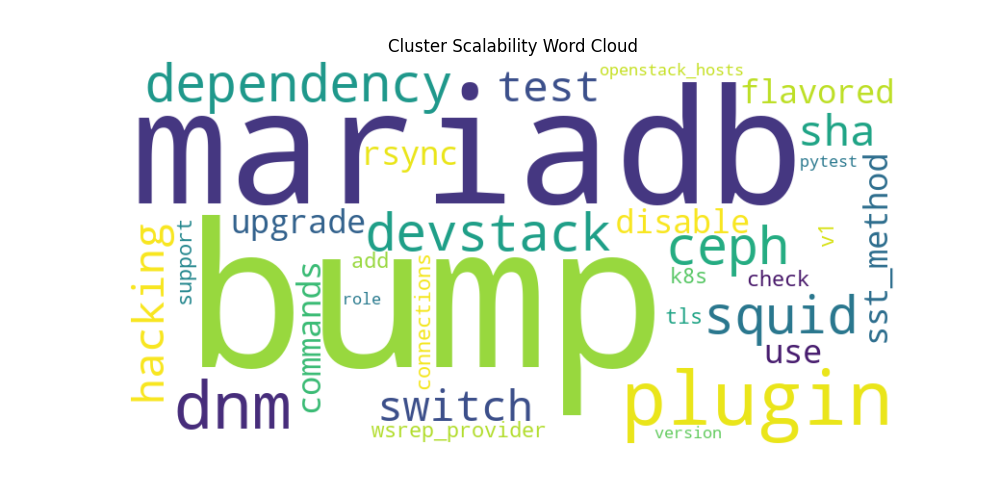 Cluster Scalability Word Cloud
openstack_hosts
dependency
test
flavored
mariadb
sha
rsync
pytest
sst_method
upgrade
devstack
disable
support
hacking
bump
ceph
v1
add
k8s
check
commands
connections
role
tls
squid
use
dnm
switch
plugin
wsrep_provider
version